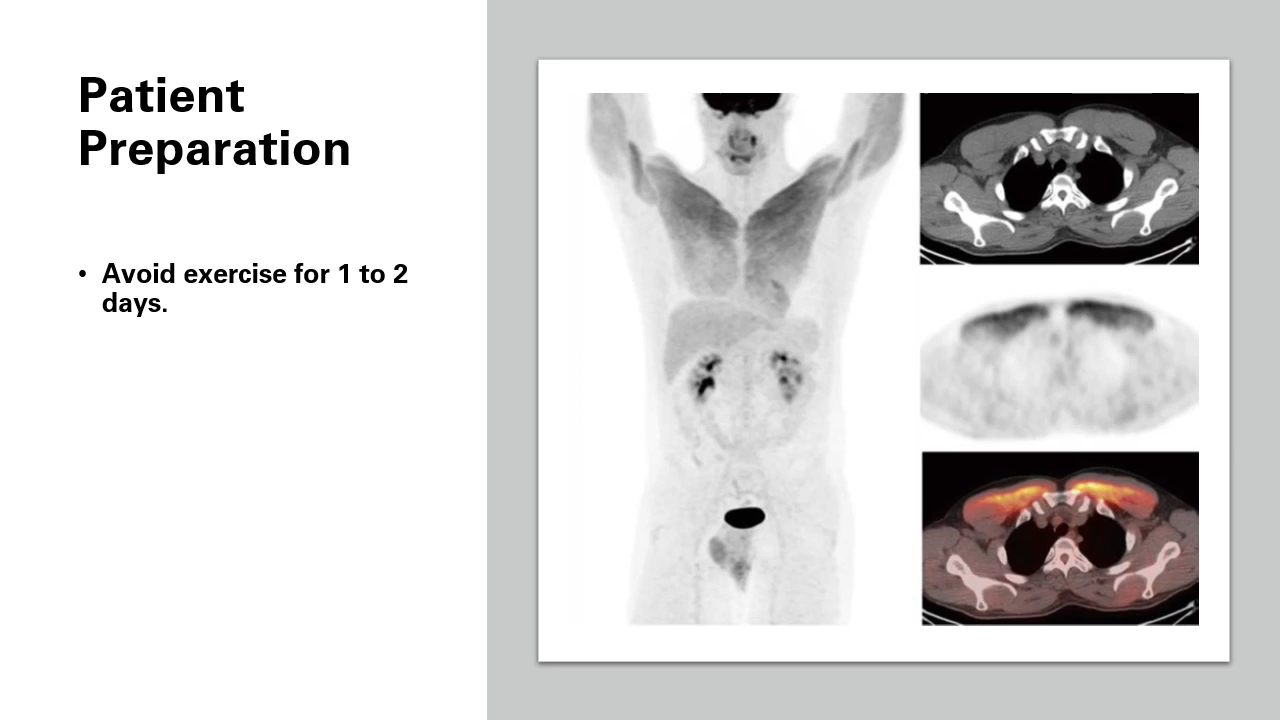 Patient
Preparation
• Avoid exercise for 1 to 2
days.